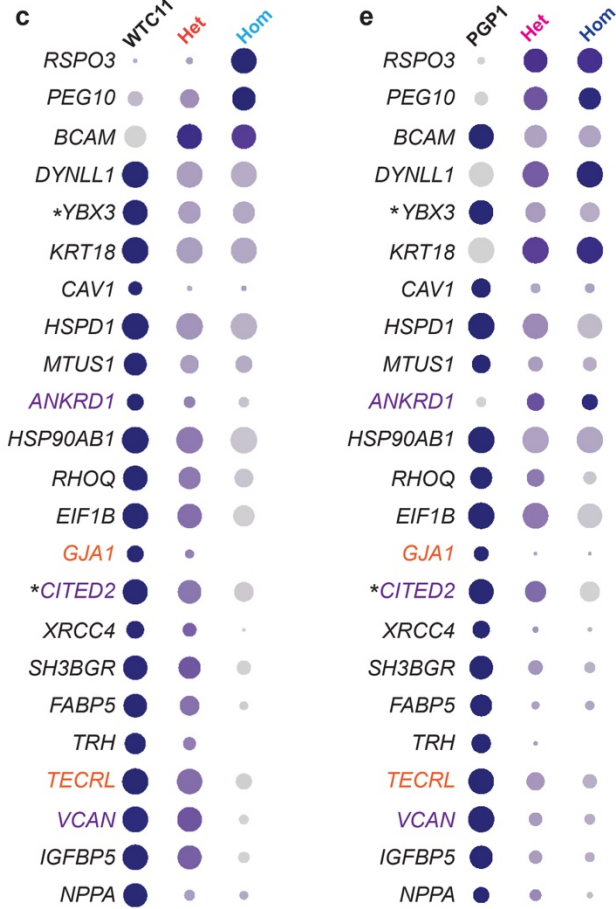 c WTC11 Het Hom
RSPO3
PEG10
BCAM
DYNLL1
*YBX3
KRT18
CAV1
HSPD1
MTUS1
ANKRD1
HSP90AB1
RHOQ
EIF1B
GJA1
*CITED2
XRCC4
SH3BGR
FABP5
TRH
TECRL
VCAN
IGFBP5
NPPA
e PGP1 Het Hom
RSPO3
PEG10
BCAM
DYNLL1
*YBX3
KRT18
CAV1
HSPD1
MTUS1
ANKRD1
HSP90AB1
RHOQ
EIF1B
GJA1
*CITED2
XRCC4
SH3BGR
FABP5
TRH
TECRL
VCAN
IGFBP5
NPPA